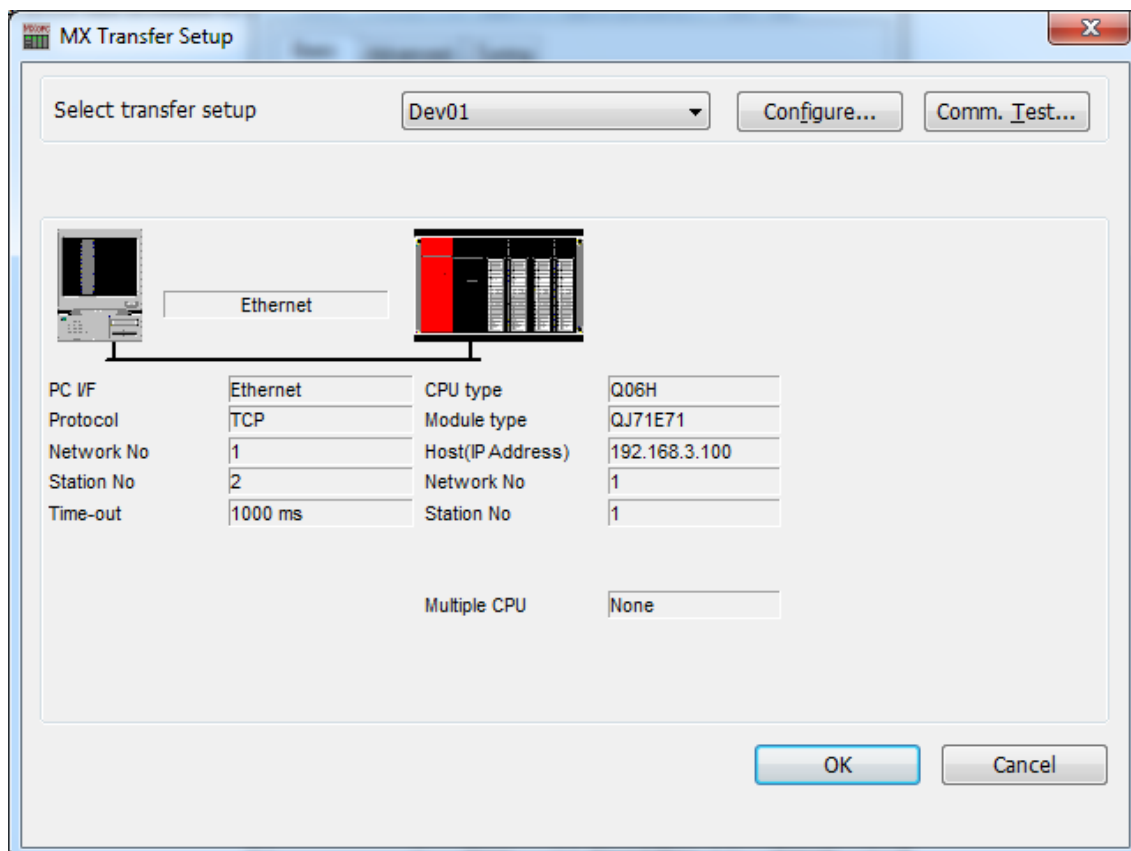 MX Transfer Setup
Select transfer setup Dev01 Configure... Comm. Test...
Ethernet
PC I/F Ethernet CPU type Q06H
Protocol TCP Module type QJ71E71
Network No 1 Host(IP Address) 192.168.3.100
Station No 2 Network No 1
Time-out 1000 ms Station No 1
Multiple CPU None
OK Cancel